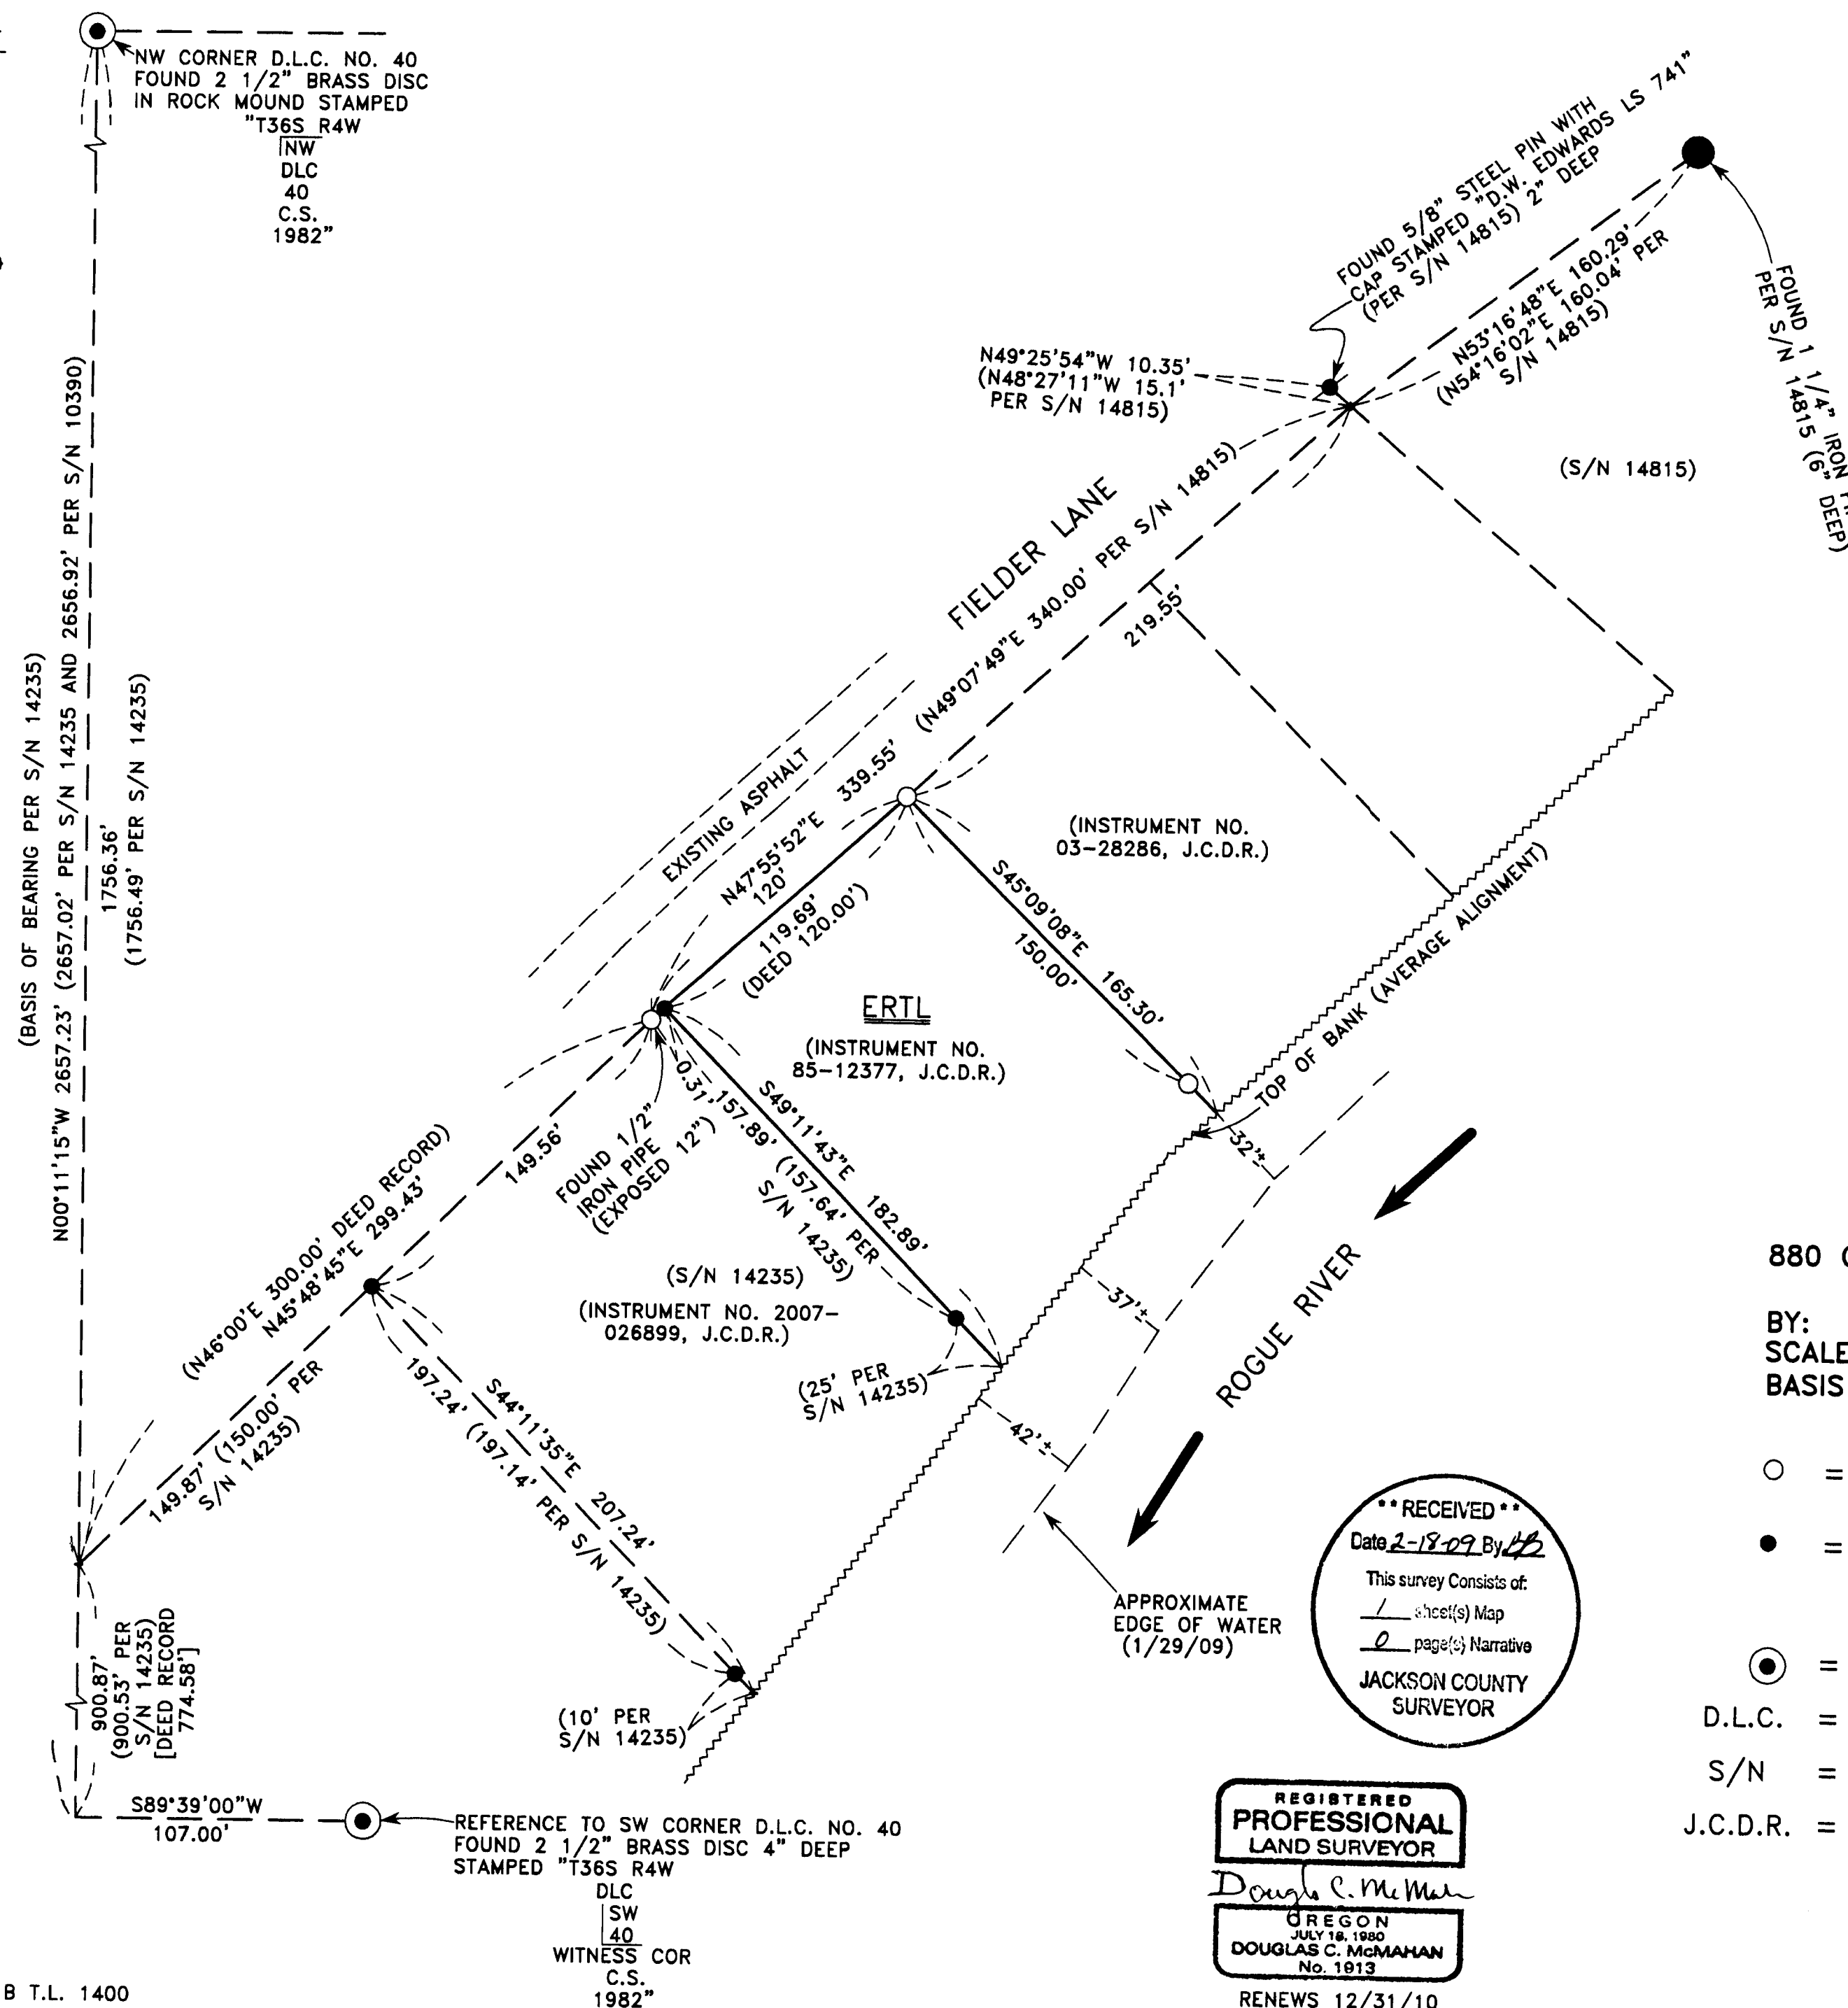 NW CORNER D.L.C. NO. 40
FOUND 2 1/2" BRASS DISC
IN ROCK MOUND STAMPED
"T36S R4W
NW
DLC
40
C.S.
1982"
FOUND 5/8" STEEL PIN WITH
CAP STAMPED "D.W. EDWARDS LS 741"
(PER S/N 14815) 2" DEEP
N53°16'48"E 160.29'
(N54°16'02"E 160.04' PER
S/N 14815)
FOUND 1 1/4" IRON
PER S/N 14815 (6" DEEP)
N49°25'54"W 10.35'
(N48°27'11"W 15.1'
PER S/N 14815)
(S/N 14815)
FIELDER LANE
N47°55'52"E 339.55' (N49°07'49"E 340.00' PER S/N 14815)
120'
219.55'
119.69'
(DEED 120.00')
EXISTING ASPHALT
(BASIS OF BEARING PER S/N 14235)
N00°11'15"W 2657.23' (2657.02' PER S/N 14235 AND 2656.92' PER S/N 10390)
1756.36'
(1756.49' PER S/N 14235)
(INSTRUMENT NO.
03-28286, J.C.D.R.)
S45°09'08"E 165.30'
150.00'
ERTL
(INSTRUMENT NO.
85-12377, J.C.D.R.)
TOP OF BANK (AVERAGE ALIGNMENT)
0.31'
S49°11'43"E 182.89'
157.89' (157.64' PER
S/N 14235)
FOUND 1/2"
IRON PIPE
(EXPOSED 12")
149.56'
(N46°00'E 300.00' DEED RECORD)
N45°48'45"E 299.43'
149.87' (150.00' PER
S/N 14235)
(S/N 14235)
(INSTRUMENT NO. 2007-
026899, J.C.D.R.)
(25' PER
S/N 14235)
S44°11'35"E 207.24'
197.24' (197.14' PER S/N 14235)
(10' PER
S/N 14235)
32'±
37'±
42'±
ROGUE RIVER
APPROXIMATE
EDGE OF WATER
(1/29/09)
900.87'
(900.53' PER
S/N 14235)
[DEED RECORD
774.58']
S89°39'00"W
107.00'
REFERENCE TO SW CORNER D.L.C. NO. 40
FOUND 2 1/2" BRASS DISC 4" DEEP
STAMPED "T36S R4W
DLC
SW
40
WITNESS COR
C.S.
1982"
B T.L. 1400
** RECEIVED **
Date 2-18-09 By
This survey Consists of:
1 sheet(s) Map
0 page(s) Narrative
JACKSON COUNTY
SURVEYOR
REGISTERED
PROFESSIONAL
LAND SURVEYOR
Douglas C. McMahan
OREGON
JULY 18, 1980
DOUGLAS C. McMAHAN
No. 1913
RENEWS 12/31/10
880
BY:
SCALE
BASIS
=
=
=
D.L.C. =
S/N =
J.C.D.R. =